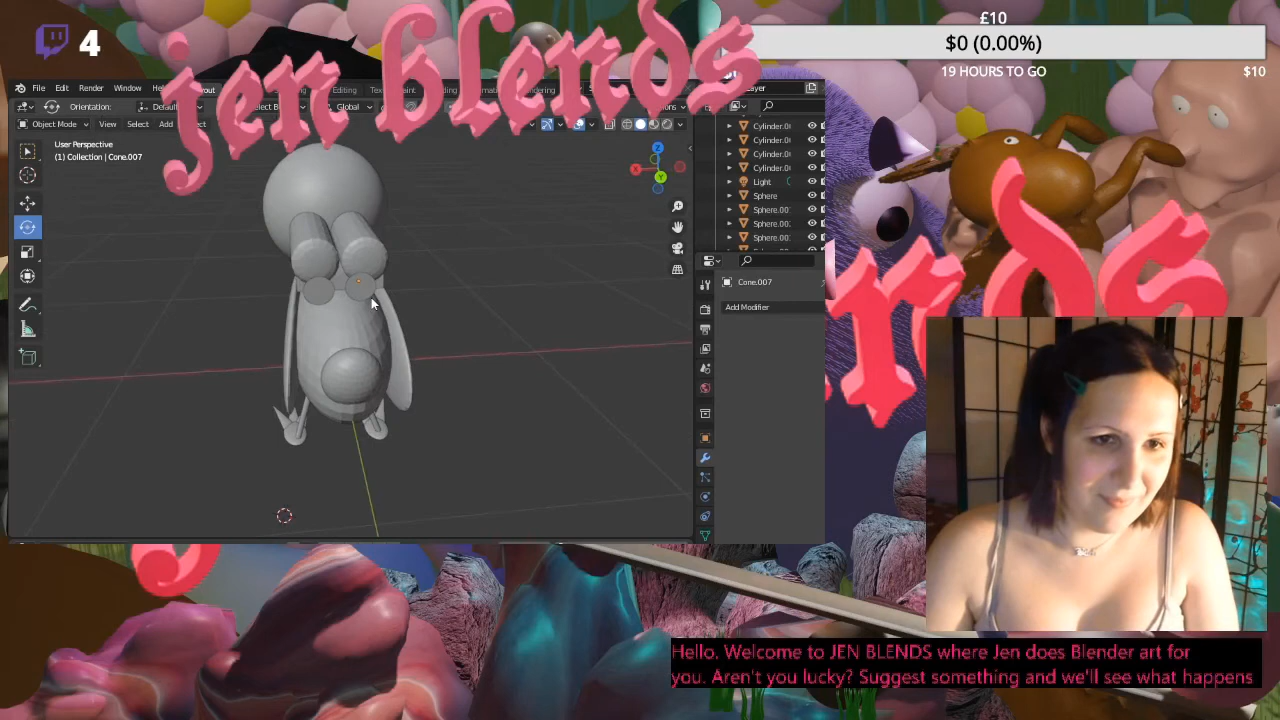 4
jen blends
£10
$0 (0.00%)
19 HOURS TO GO
$10
File Edit Render Window
Orientation: Global
Object Mode View Select Add
User Perspective
(1) Collection | Cone.007
X
Y
Z
Cylinder.0
Cylinder.0
Cylinder.0
Cylinder.0
Light
Sphere
Sphere.00
Sphere.00
Sphere.00
Cone.007
Add Modifier
Hello. Welcome to JEN BLENDS where Jen does Blender art for
you. Aren't you lucky? Suggest something and we'll see what happens